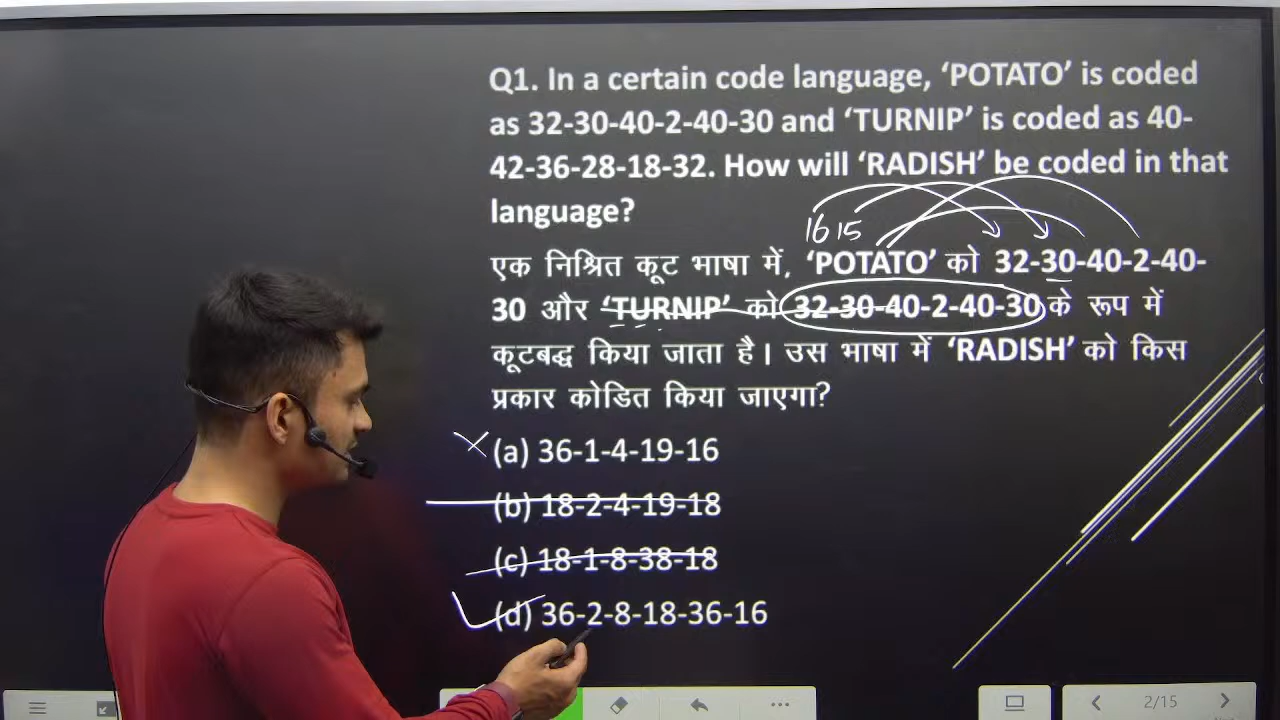 Q1. In a certain code language, ‘POTATO’ is coded
as 32-30-40-2-40-30 and ‘TURNIP’ is coded as 40-
42-36-28-18-32. How will ‘RADISH’ be coded in that
language?
16 15
एक निश्रित कूट भाषा में, ‘POTATO’ को 32-30-40-2-40-
30 और ‘TURNIP’ को 32-30-40-2-40-30 के रूप में
कूटबद्ध किया जाता है। उस भाषा में ‘RADISH’ को किस
प्रकार कोडित किया जाएगा?
(a) 36-1-4-19-16
(b) 18-2-4-19-18
(c) 18-1-8-38-18
(d) 36-2-8-18-36-16
2/15